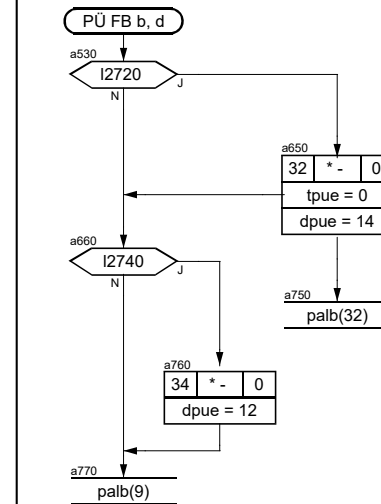 PÜ FB b, d
a530
I2720
N
J
a650
32 * - 0
tpue = 0
dpue = 14
a660
I2740
N
J
a750
palb(32)
a760
34 * - 0
dpue = 12
a770
palb(9)